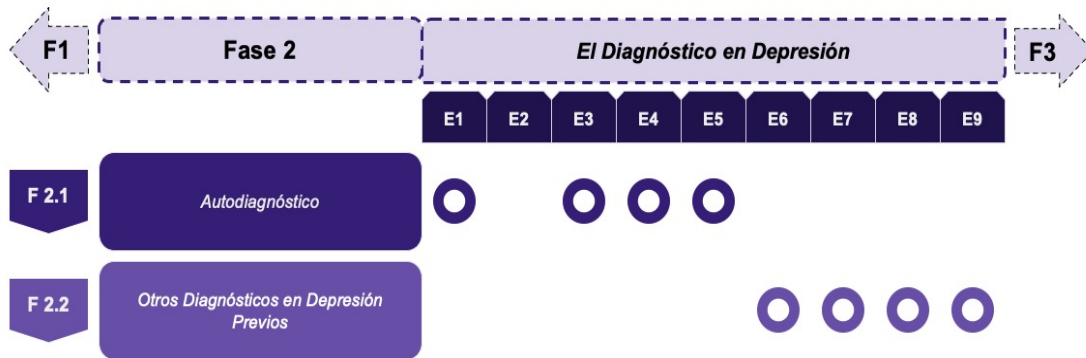 F1
Fase 2
El Diagnóstico en Depresión
F3
E1 E2 E3 E4 E5 E6 E7 E8 E9
F 2.1
Autodiagnóstico
F 2.2
Otros Diagnósticos en Depresión
Previos